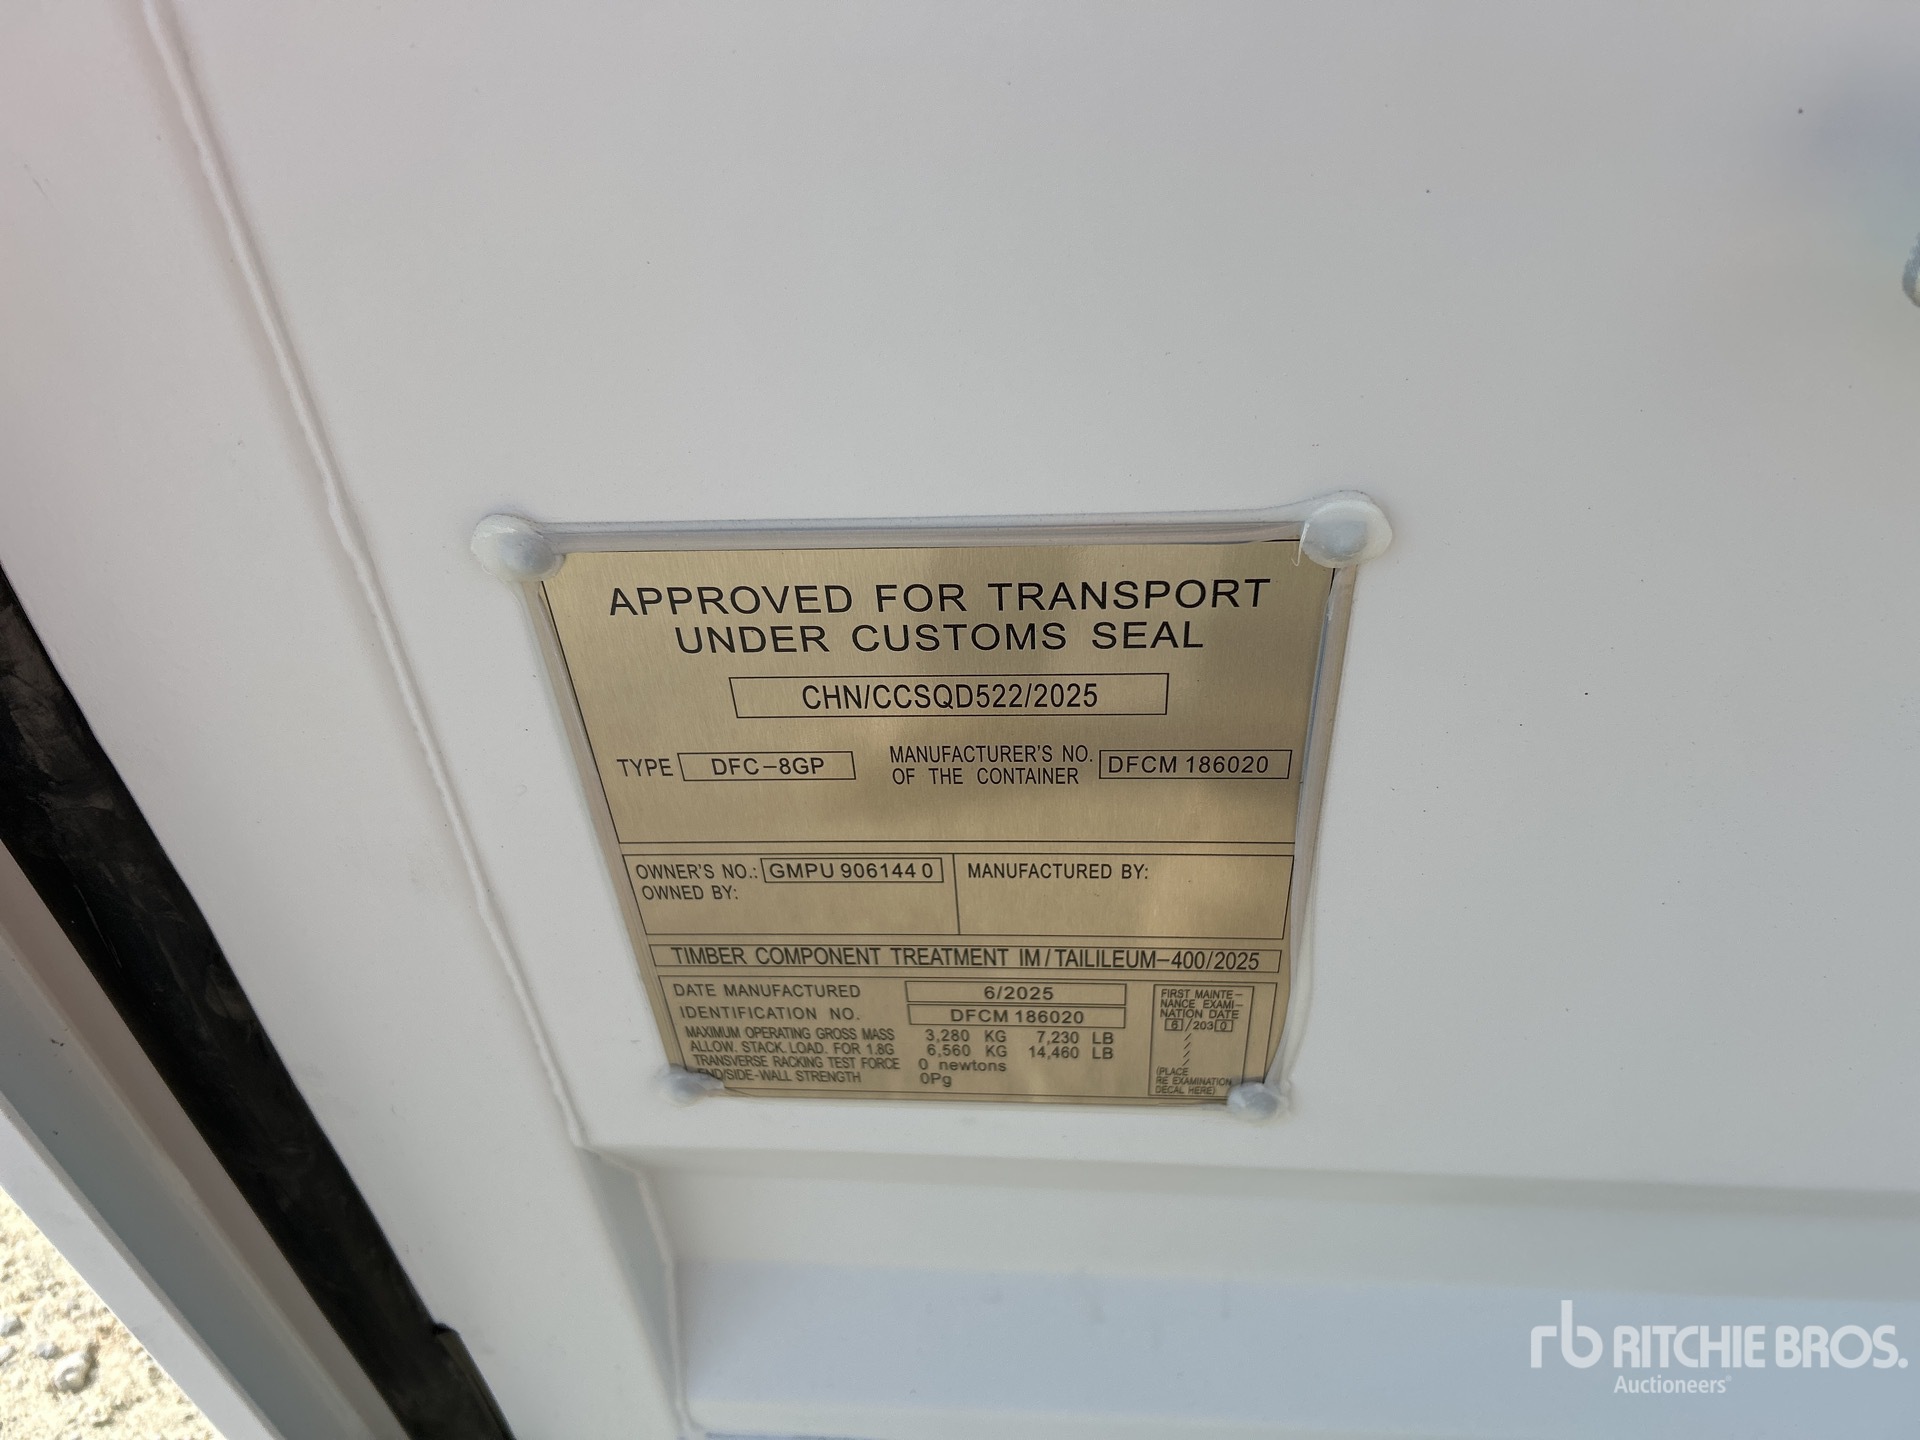 APPROVED FOR TRANSPORT
UNDER CUSTOMS SEAL
CHN/CCSQD522/2025
TYPE DFC-8GP
MANUFACTURER'S NO.
OF THE CONTAINER
DFCM 186020
OWNER'S NO.: GMPU 906144 0
OWNED BY:
MANUFACTURED BY:
TIMBER COMPONENT TREATMENT IM/TAILILEUM-400/2025
DATE MANUFACTURED 6/2025
IDENTIFICATION NO. DFCM 186020
MAXIMUM OPERATING GROSS MASS 3,280 KG 7,230 LB
ALLOW. STACK. LOAD. FOR 1.8G 6,560 KG 14,460 LB
TRANSVERSE RACKING TEST FORCE 0 newtons
END/SIDE-WALL STRENGTH 0Pg
FIRST MAINTE-
NANCE EXAMI-
NATION DATE
6/2030
(PLACE
RE EXAMINATION
DECAL HERE)
rb RITCHIE BROS.
Auctioneers